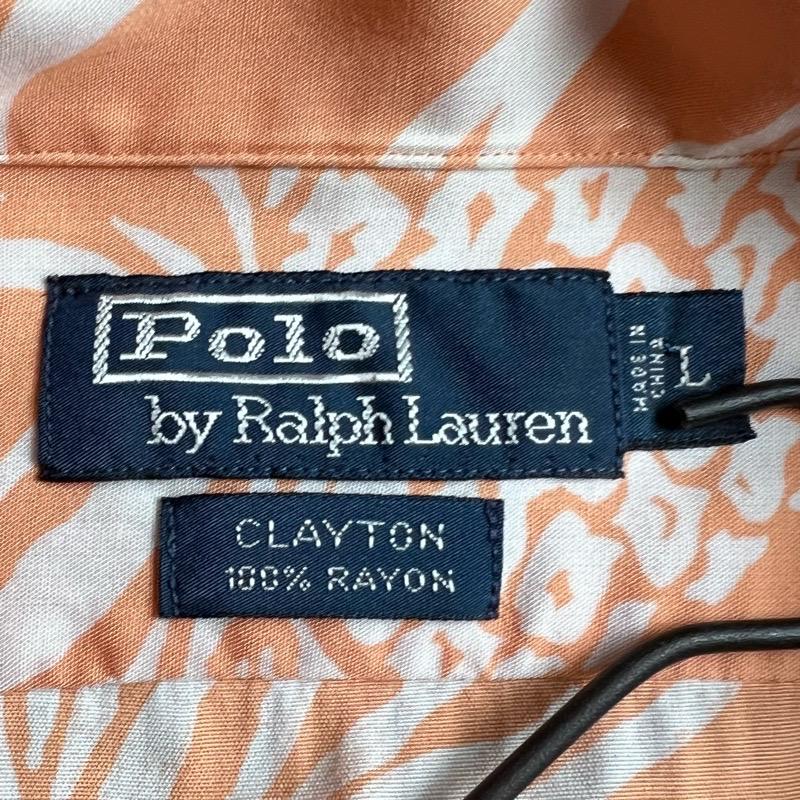 Polo
by Ralph Lauren
MADE IN
CHINA
L
CLAYTON
100% RAYON